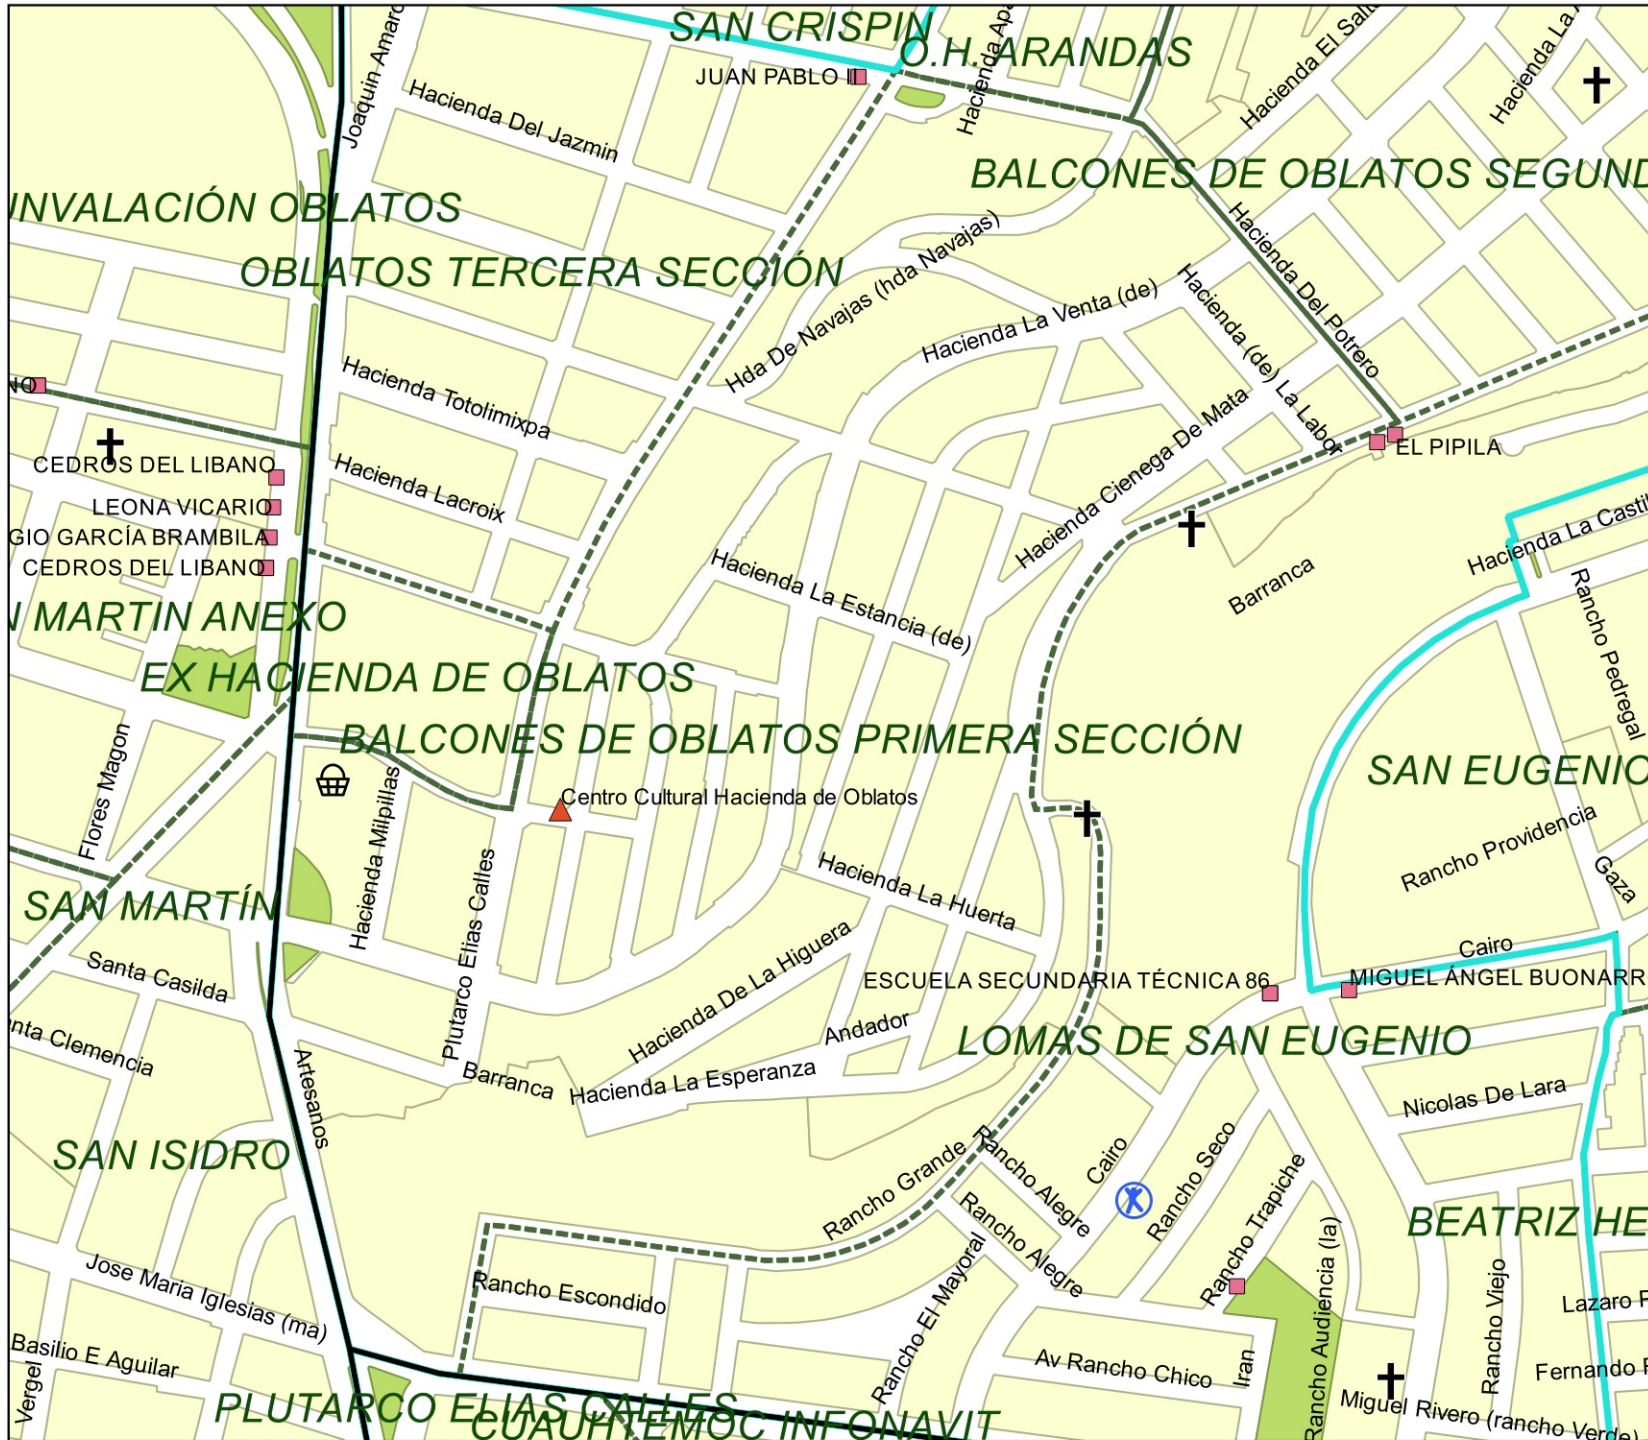 SAN CRISPIN
O.H. ARANDAS
JUAN PABLO II
Joaquin Amaro
Hacienda Del Jazmin
Hacienda Apa
Hacienda El Salt
Hacienda La
BALCONES DE OBLATOS SEGUND
INVALACIÓN OBLATOS
OBLATOS TERCERA SECCIÓN
Hda De Navajas (hda Navajas)
Hacienda La Venta (de)
Hacienda (de) La Labor
Hacienda Del Potrero
Hacienda Totolimixpa
NO
CEDROS DEL LIBANO
LEONA VICARIO
GIO GARCÍA BRAMBILA
CEDROS DEL LIBANO
Hacienda Lacroix
Hacienda Cienega De Mata
EL PIPILA
Hacienda La Castil
Barranca
Rancho Pedregal
Hacienda La Estancia (de)
N MARTIN ANEXO
EX HACIENDA DE OBLATOS
BALCONES DE OBLATOS PRIMERA SECCIÓN
SAN EUGENIO
Flores Magon
Hacienda Milpillas
Centro Cultural Hacienda de Oblatos
Rancho Providencia
Gaza
SAN MARTÍN
Plutarco Elias Calles
Hacienda La Huerta
Hacienda De La Higuera
Cairo
ESCUELA SECUNDARIA TÉCNICA 86
MIGUEL ÁNGEL BUONARR
Santa Casilda
nta Clemencia
Andador
LOMAS DE SAN EUGENIO
Artesanos
Barranca
Hacienda La Esperanza
Nicolas De Lara
SAN ISIDRO
Rancho Grande
Rancho Alegre
Cairo
Rancho Seco
Rancho Trapiche
Rancho Alegre
BEATRIZ HE
Jose Maria Iglesias (ma)
Rancho Escondido
Rancho El Mayoral
Rancho Audiencia (la)
Rancho Viejo
Lazaro
Basilio E Aguilar
Vergel
Av Rancho Chico
Iran
Fernando
Miguel Rivero (rancho Verde)
PLUTARCO ELIAS CALLES
CUAUHTEMOC INFONAVIT